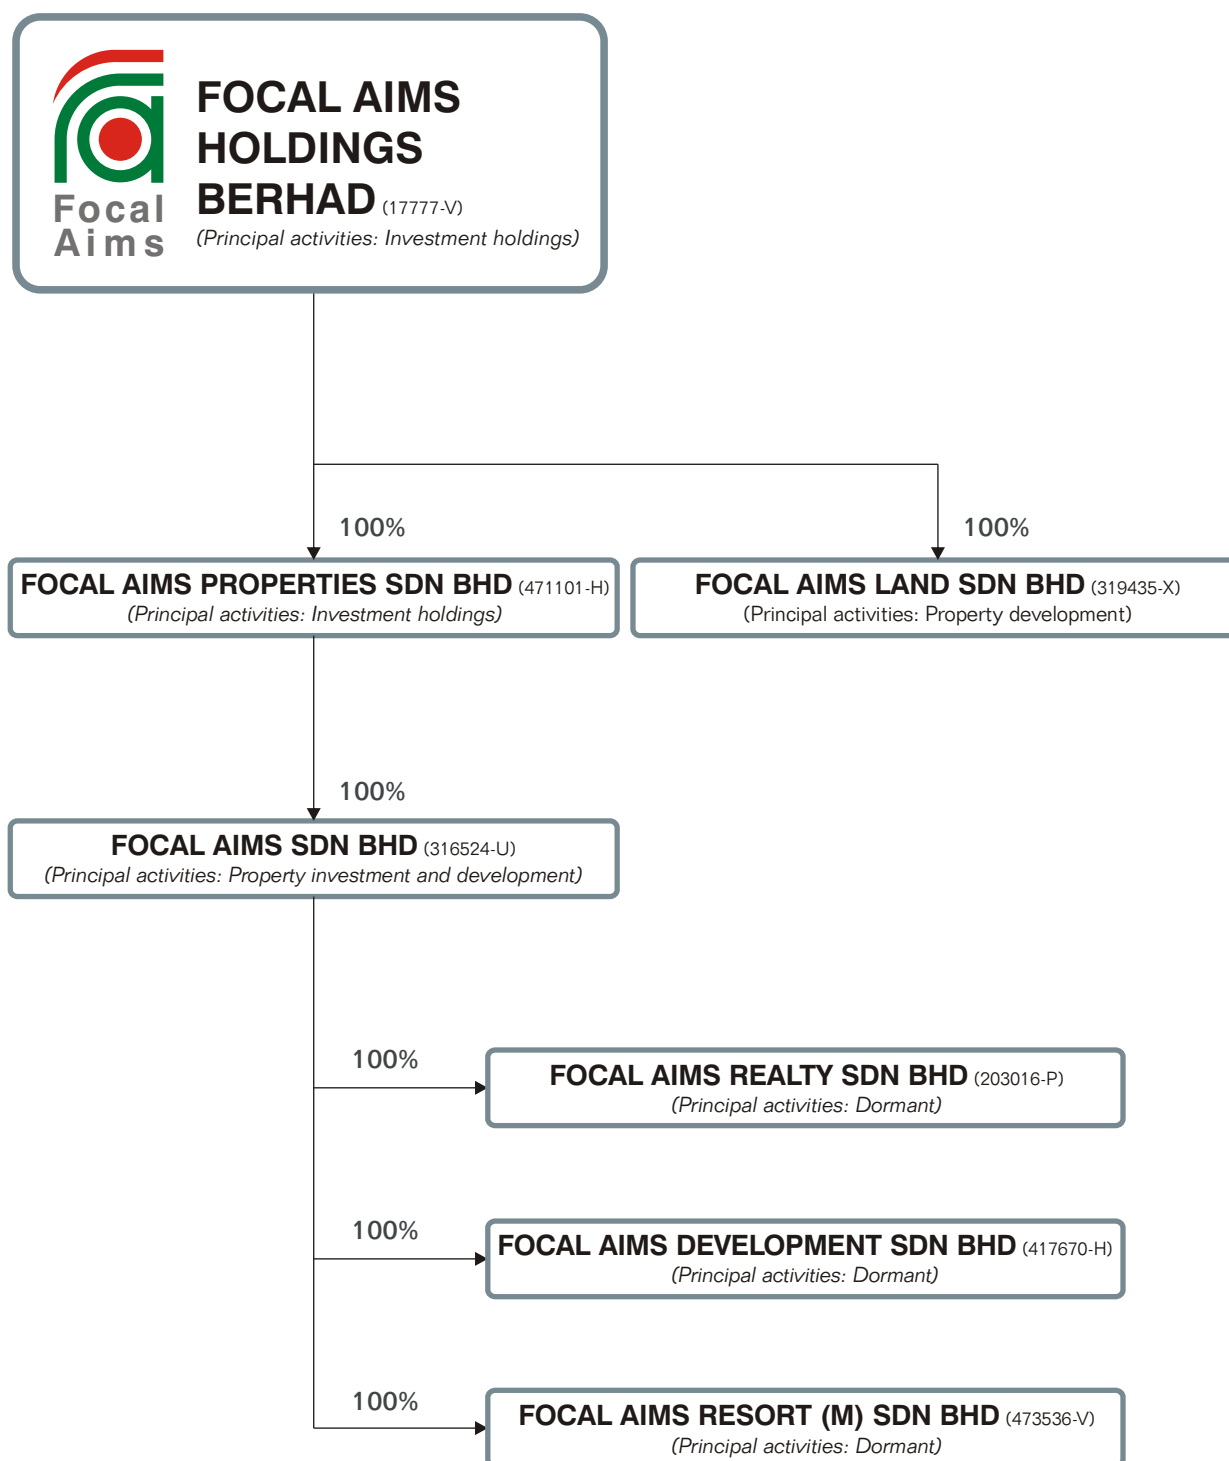 Focal
Aims
FOCAL AIMS
HOLDINGS
BERHAD (17777-V)
(Principal activities: Investment holdings)
100%
100%
FOCAL AIMS PROPERTIES SDN BHD (471101-H)
(Principal activities: Investment holdings)
FOCAL AIMS LAND SDN BHD (319435-X)
(Principal activities: Property development)
100%
FOCAL AIMS SDN BHD (316524-U)
(Principal activities: Property investment and development)
100%
FOCAL AIMS REALTY SDN BHD (203016-P)
(Principal activities: Dormant)
100%
FOCAL AIMS DEVELOPMENT SDN BHD (417670-H)
(Principal activities: Dormant)
100%
FOCAL AIMS RESORT (M) SDN BHD (473536-V)
(Principal activities: Dormant)